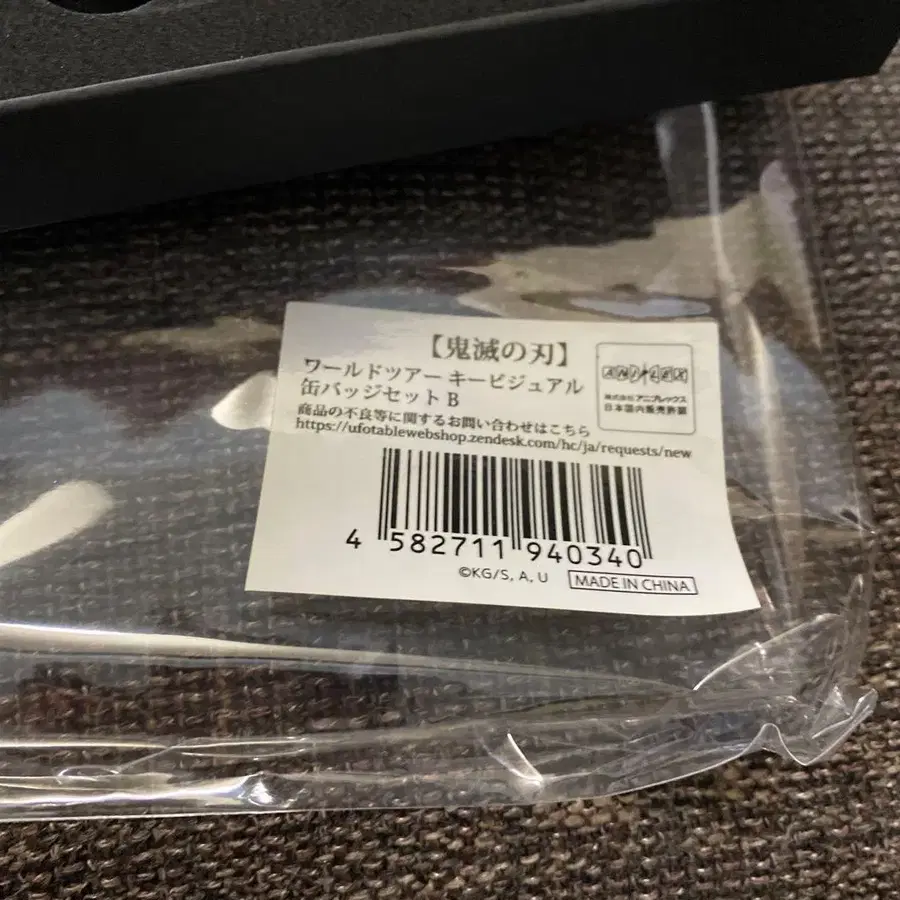 【鬼滅の刃】
ワールドツアー キービジュアル
缶バッジセット B
商品の不良等に関するお問い合わせはこちら
https://ufotablewebshop.zendesk.com/hc/ja/requests/new
ANIPLEX
株式会社 アニプレックス
日本国内販売許諾
4 582711 940340
©KG/S, A, U
MADE IN CHINA